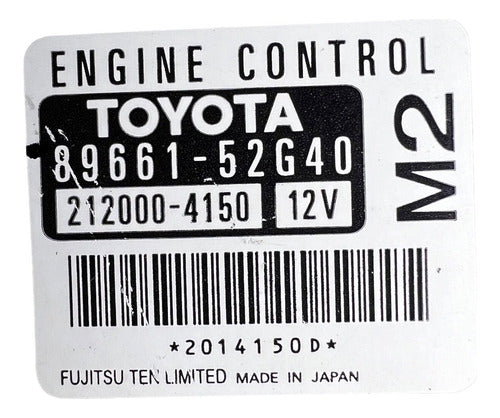 ENGINE CONTROL
TOYOTA
89661-52G40
212000-4150 12V
M2
*2014150D*
FUJITSU TEN LIMITED MADE IN JAPAN